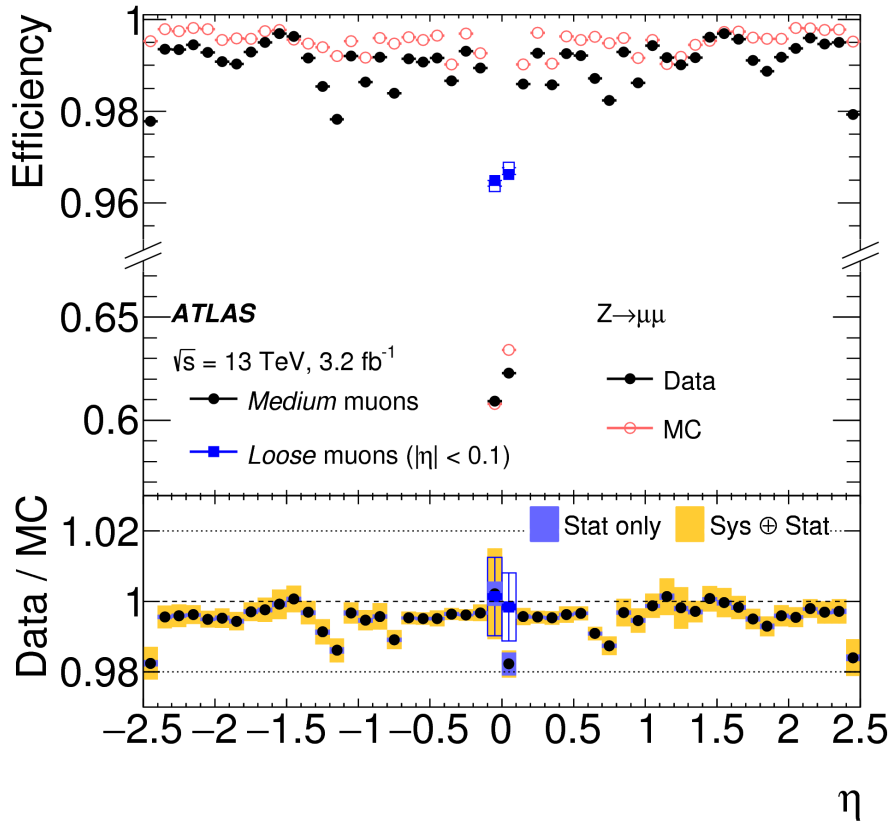 Efficiency
1
0.98
0.96
0.65
0.6
ATLAS
Z→μμ
√s = 13 TeV, 3.2 fb⁻¹
Medium muons
Data
Loose muons (|η| < 0.1)
MC
Data / MC
1.02
1
0.98
Stat only
Sys ⊕ Stat
−2.5 −2 −1.5 −1 −0.5 0 0.5 1 1.5 2 2.5
η